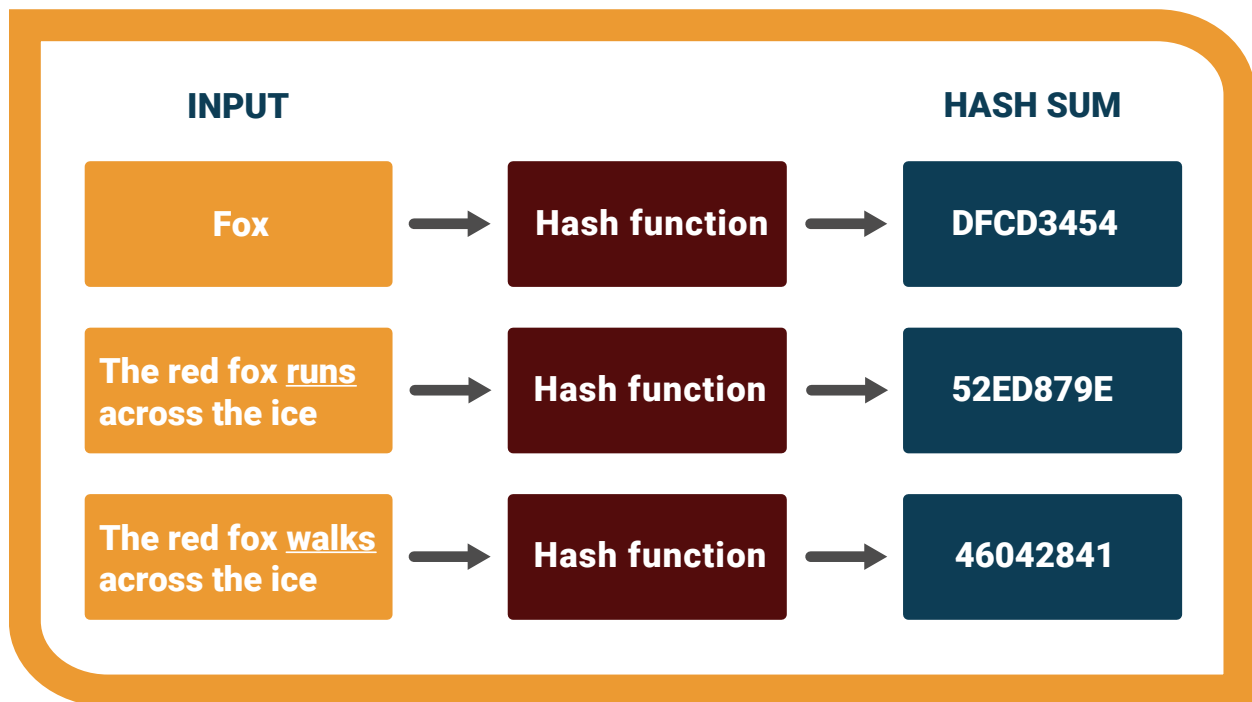 INPUT
HASH SUM
Fox
Hash function
DFCD3454
The red fox runs
across the ice
Hash function
52ED879E
The red fox walks
across the ice
Hash function
46042841